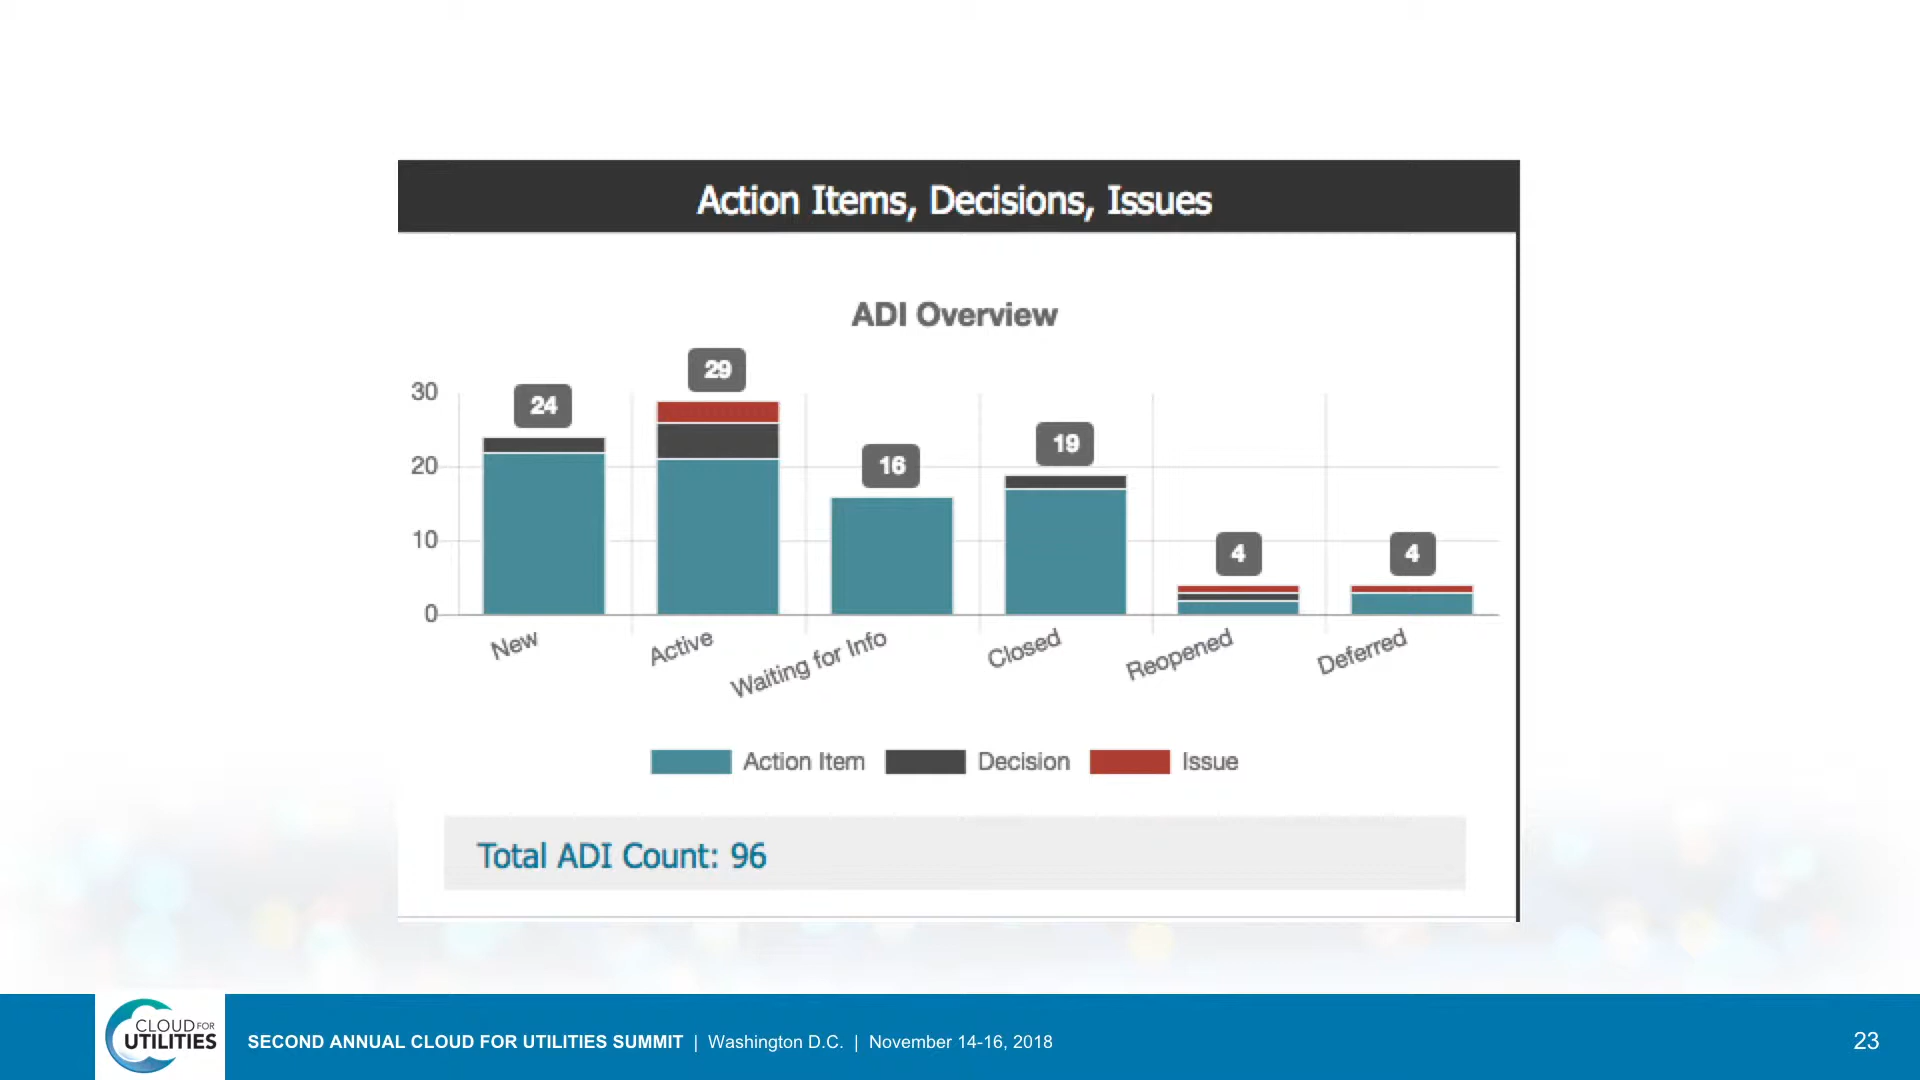 Action Items, Decisions, Issues
ADI Overview
30
20
10
0
24
29
16
19
4
4
New
Active
Waiting for Info
Closed
Reopened
Deferred
Action Item
Decision
Issue
Total ADI Count: 96
CLOUD FOR
UTILITIES
SECOND ANNUAL CLOUD FOR UTILITIES SUMMIT | Washington D.C. | November 14-16, 2018
23